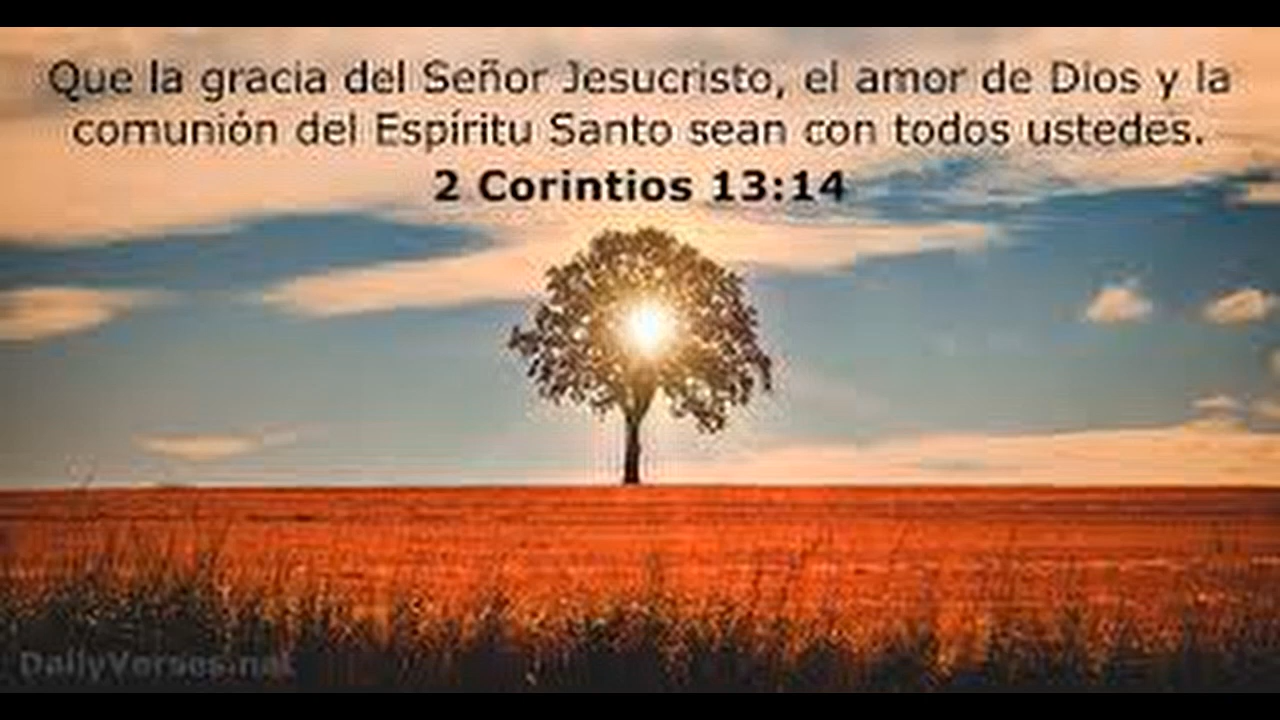 Que la gracia del Señor Jesucristo, el amor de Dios y la
comunión del Espíritu Santo sean con todos ustedes.
2 Corintios 13:14
DailyVerses.net